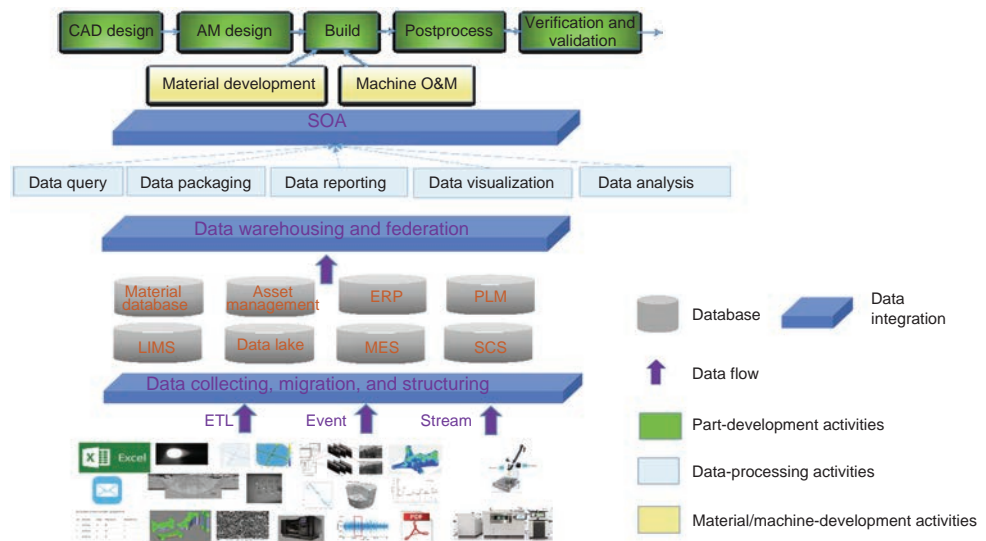 CAD design
AM design
Build
Postprocess
Verification and
validation
Material development
Machine O&M
SOA
Data query
Data packaging
Data reporting
Data visualization
Data analysis
Data warehousing and federation
Material
database
Asset
management
ERP
PLM
LIMS
Data lake
MES
SCS
Data collecting, migration, and structuring
ETL
Event
Stream
Excel
PDF
Database
Data
integration
Data flow
Part-development activities
Data-processing activities
Material/machine-development activities